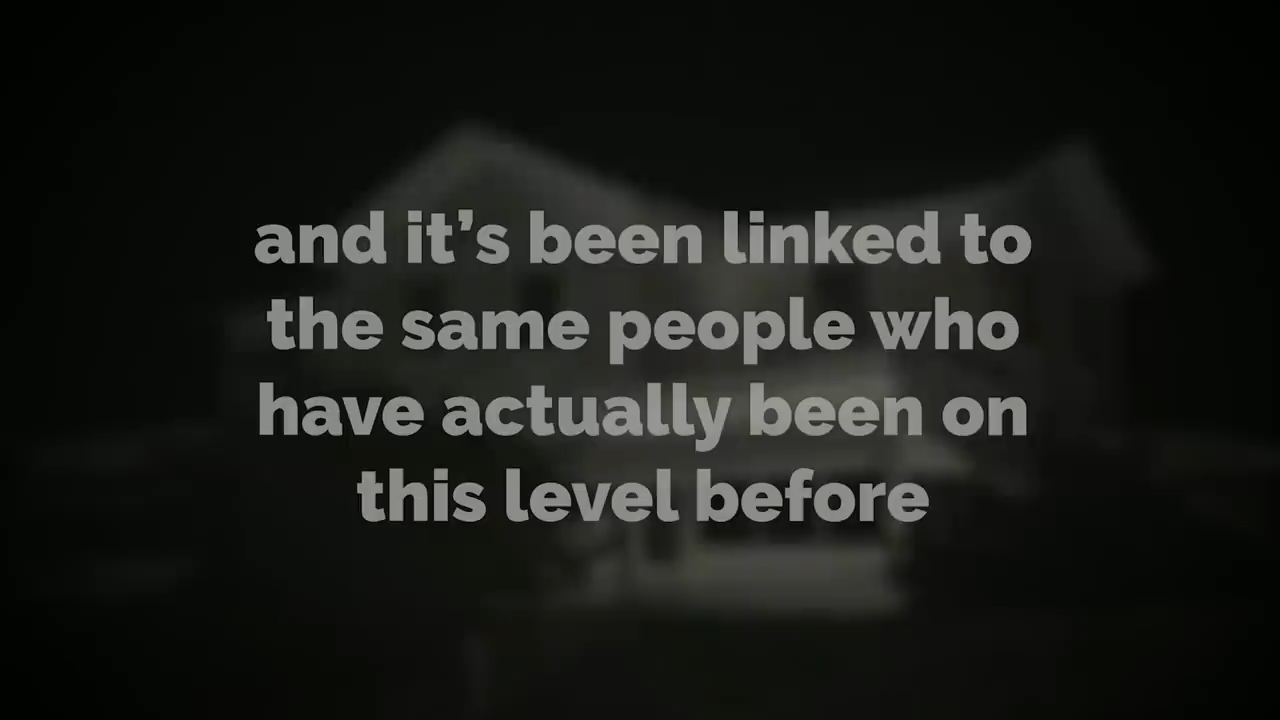 and it’s been linked to
the same people who
have actually been on
this level before